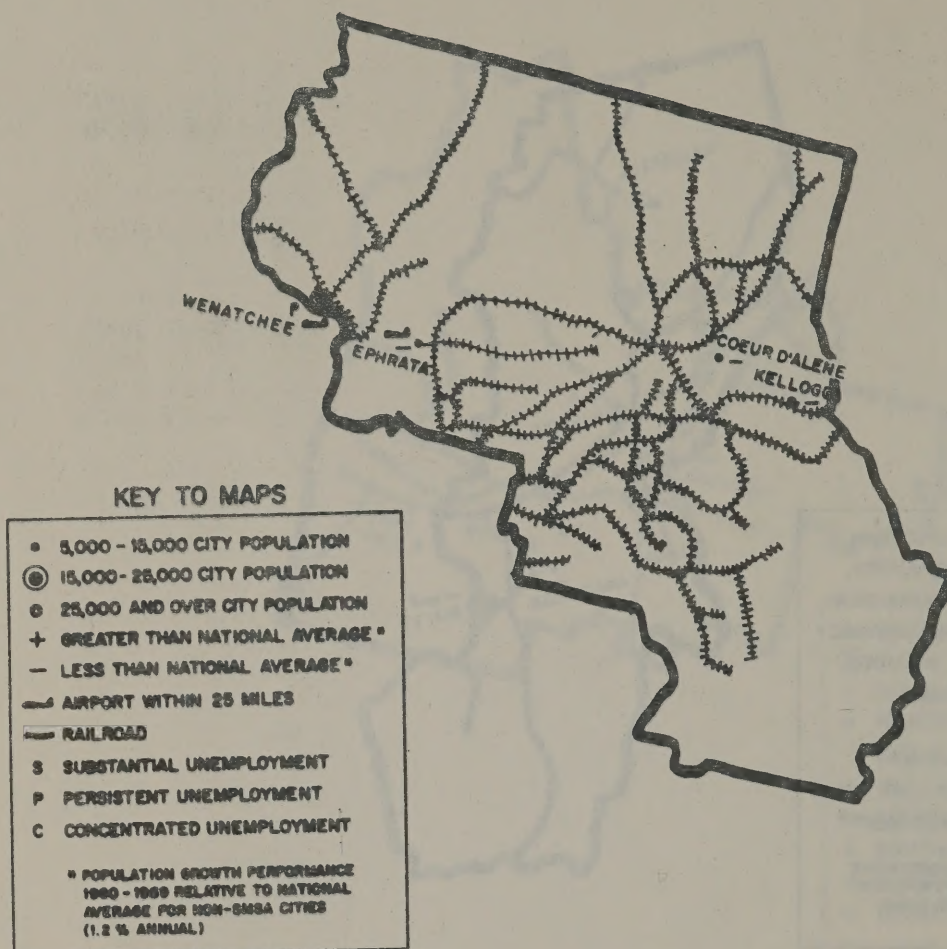 P
WENATCHEE
EPHRATA
COEUR D'ALENE
KELLOGG
KEY TO MAPS
5,000 - 15,000 CITY POPULATION
15,000 - 25,000 CITY POPULATION
25,000 AND OVER CITY POPULATION
+ GREATER THAN NATIONAL AVERAGE *
- LESS THAN NATIONAL AVERAGE *
AIRPORT WITHIN 25 MILES
RAILROAD
S SUBSTANTIAL UNEMPLOYMENT
P PERSISTENT UNEMPLOYMENT
C CONCENTRATED UNEMPLOYMENT
* POPULATION GROWTH PERFORMANCE
1960 - 1969 RELATIVE TO NATIONAL
AVERAGE FOR NON-SMSA CITIES
(1.2 % ANNUAL)